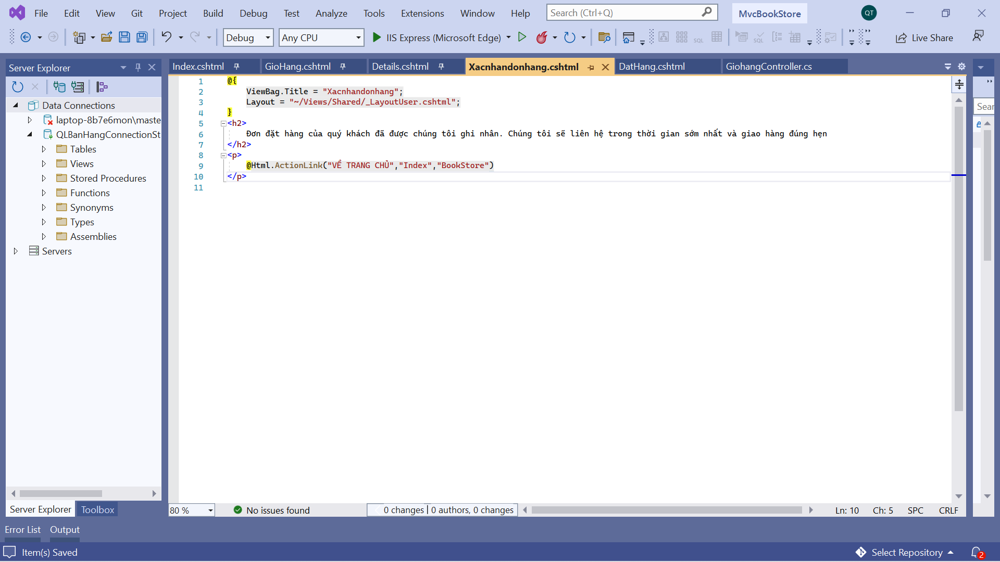 File Edit View Git Project Build Debug Test Analyze Tools Extensions Window Help Search (Ctrl+Q) MvcBookStore QT
Debug Any CPU IIS Express (Microsoft Edge) SQL SQL Live Share
Server Explorer
Data Connections
laptop-8b7e6mon\maste
QLBanHangConnectionSt
Tables
Views
Stored Procedures
Functions
Synonyms
Types
Assemblies
Servers
Server Explorer Toolbox
Index.cshtml GioHang.cshtml Details.cshtml Xacnhandonhang.cshtml DatHang.cshtml GiohangController.cs
1 @{
2 ViewBag.Title = "Xacnhandonhang";
3 Layout = "~/Views/Shared/_LayoutUser.cshtml";
4 }
5 <h2>
6 Đơn đặt hàng của quý khách đã được chúng tôi ghi nhân. Chúng tôi sẽ liên hệ trong thời gian sớm nhất và giao hàng đúng hẹn
7 </h2>
8 <p>
9 @Html.ActionLink("VỀ TRANG CHỦ","Index","BookStore")
10 </p>
11
Sear
80 % No issues found 0 changes | 0 authors, 0 changes Ln: 10 Ch: 5 SPC CRLF
Error List Output
Item(s) Saved Select Repository 2